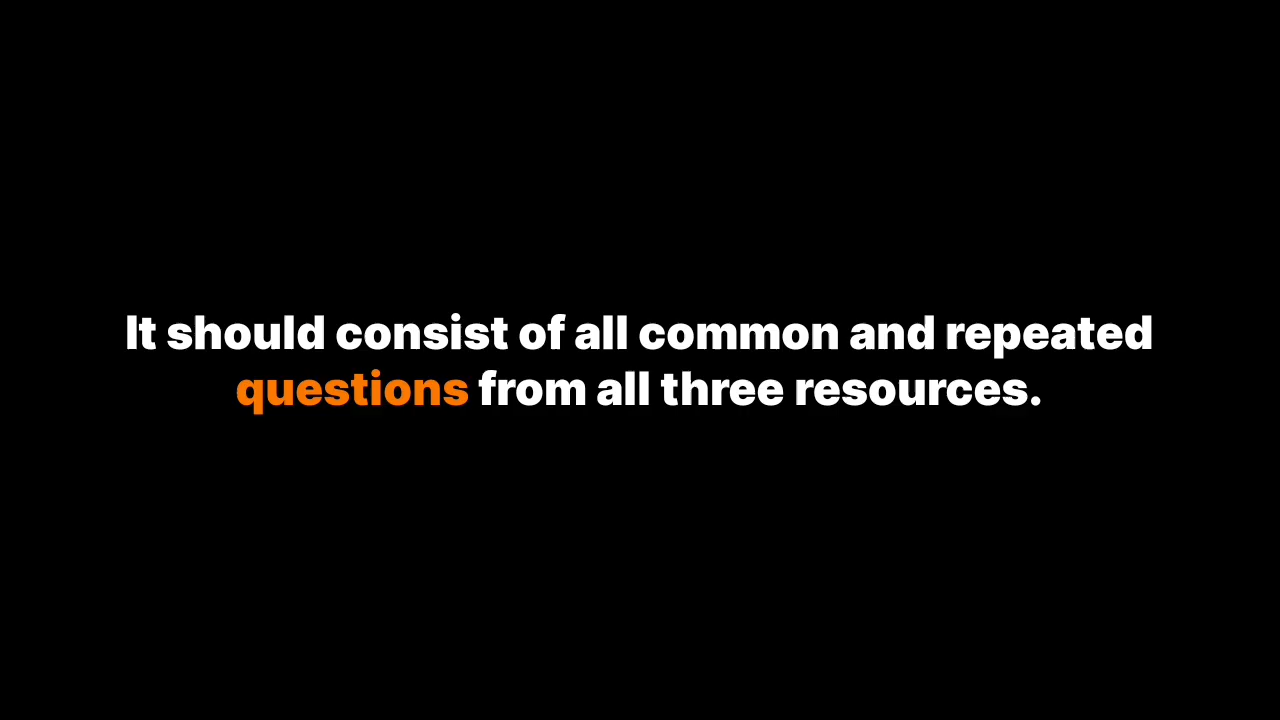 It should consist of all common and repeated
questions from all three resources.